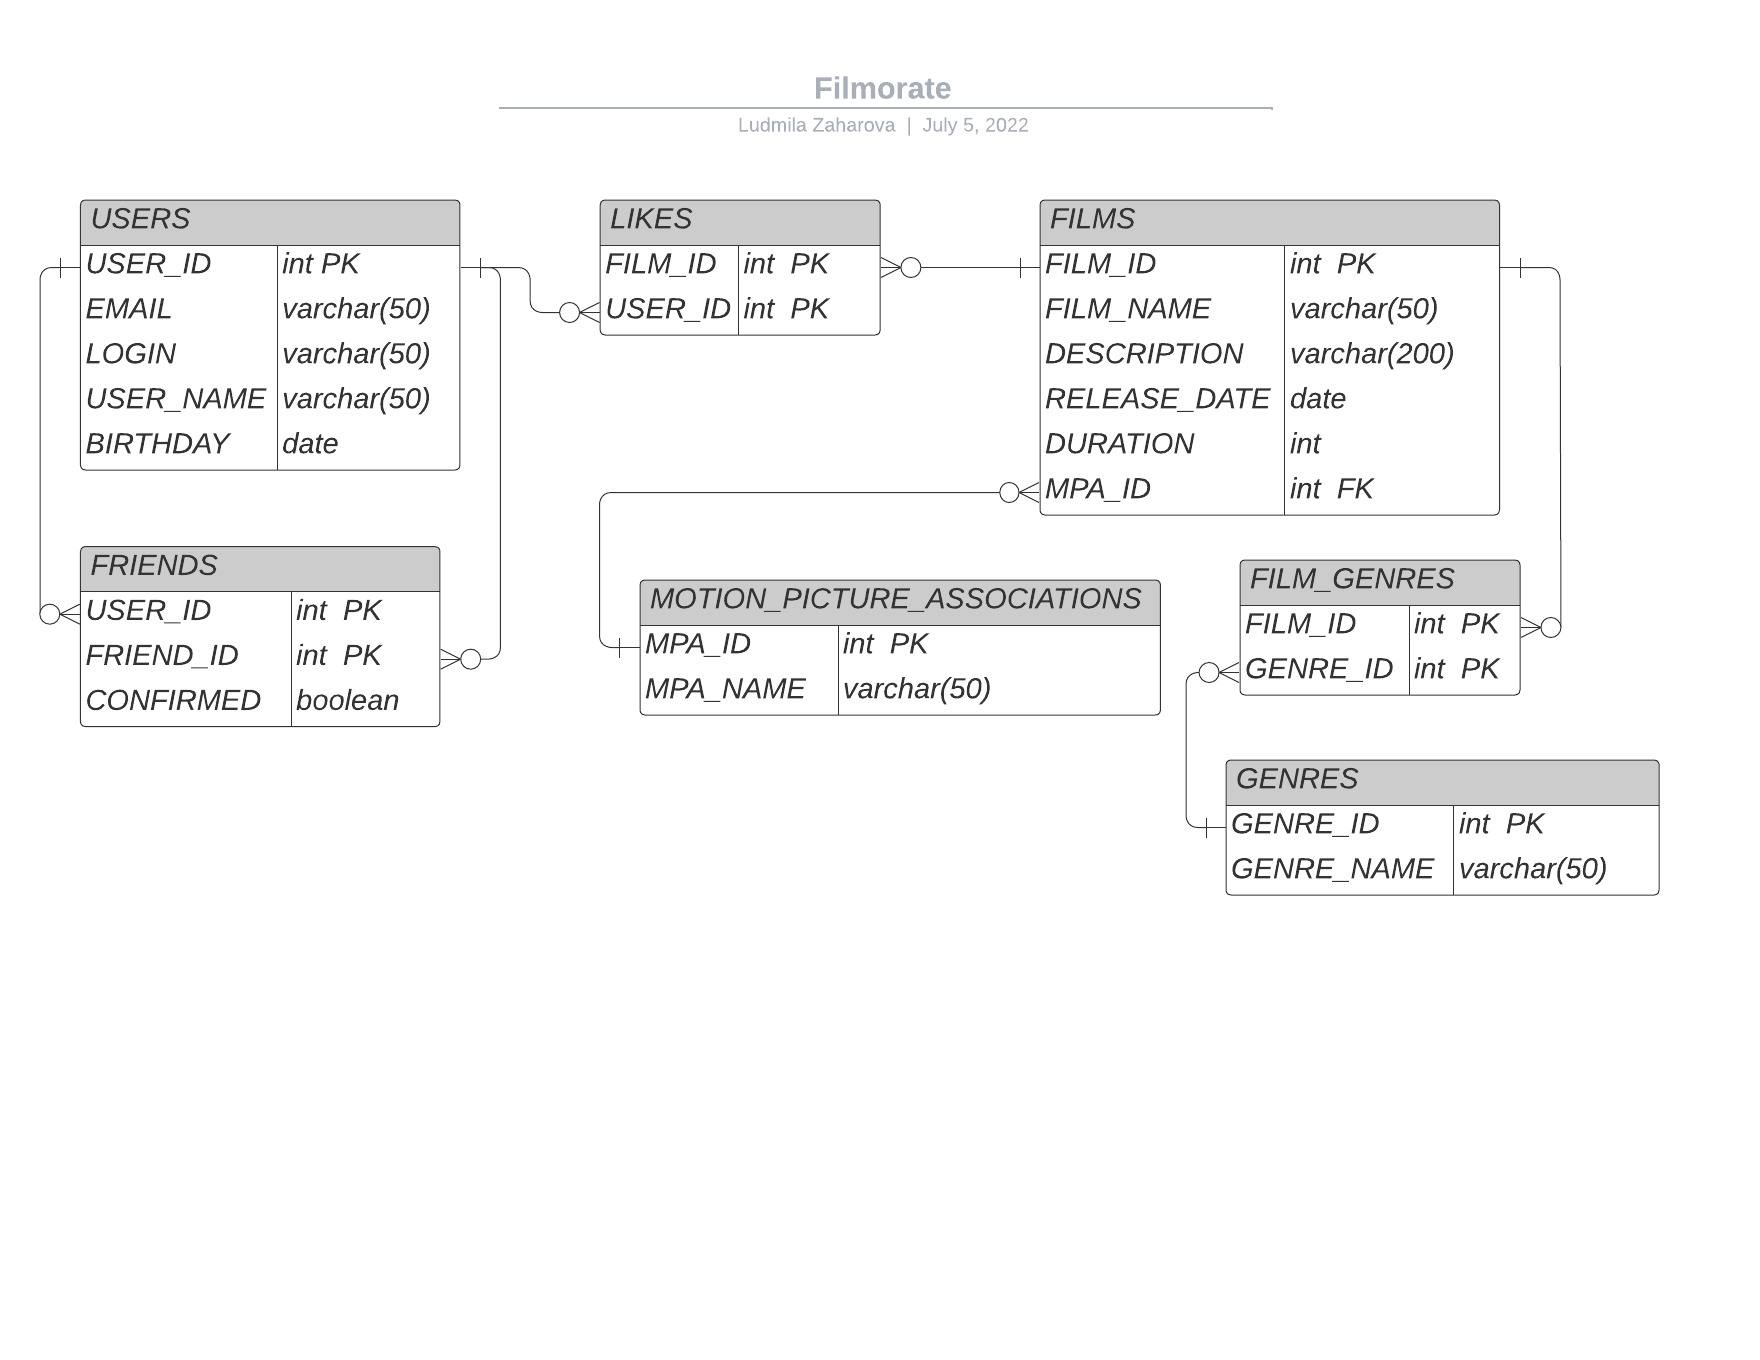 Filmorate
Ludmila Zaharova | July 5, 2022
USERS
USER_ID int PK
EMAIL varchar(50)
LOGIN varchar(50)
USER_NAME varchar(50)
BIRTHDAY date
LIKES
FILM_ID int PK
USER_ID int PK
FILMS
FILM_ID int PK
FILM_NAME varchar(50)
DESCRIPTION varchar(200)
RELEASE_DATE date
DURATION int
MPA_ID int FK
FRIENDS
USER_ID int PK
FRIEND_ID int PK
CONFIRMED boolean
MOTION_PICTURE_ASSOCIATIONS
MPA_ID int PK
MPA_NAME varchar(50)
FILM_GENRES
FILM_ID int PK
GENRE_ID int PK
GENRES
GENRE_ID int PK
GENRE_NAME varchar(50)